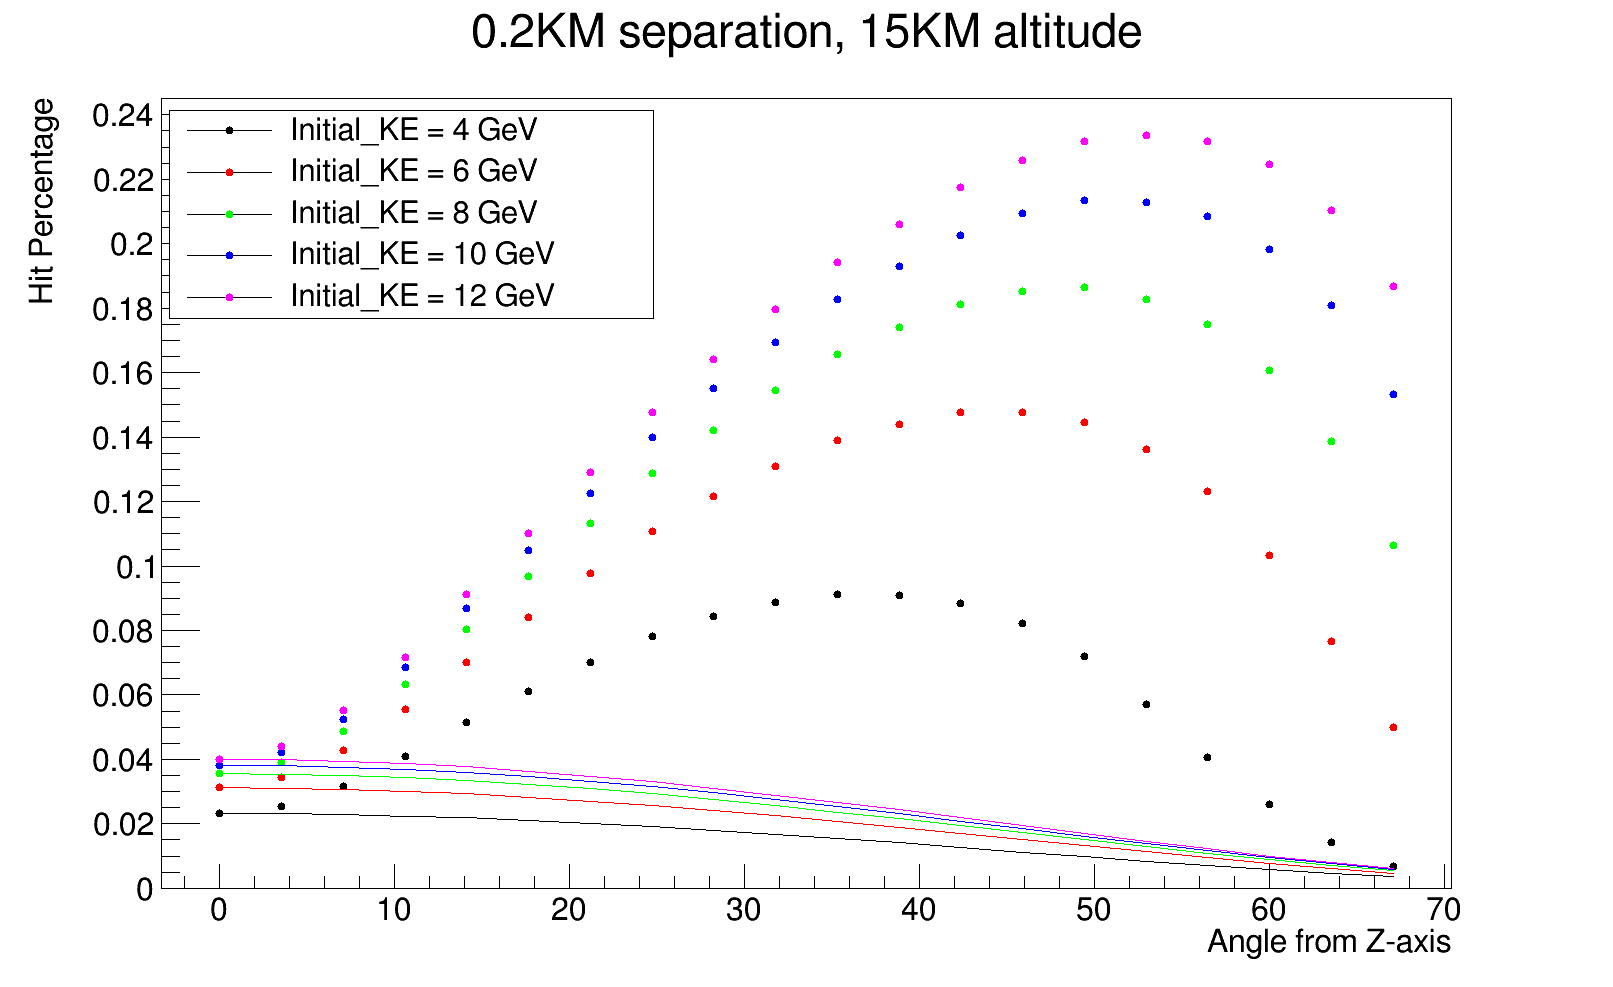 0.2KM separation, 15KM altitude
Hit Percentage
0.24
0.22
0.2
0.18
0.16
0.14
0.12
0.1
0.08
0.06
0.04
0.02
0
Initial_KE = 4 GeV
Initial_KE = 6 GeV
Initial_KE = 8 GeV
Initial_KE = 10 GeV
Initial_KE = 12 GeV
0 10 20 30 40 50 60 70
Angle from Z-axis